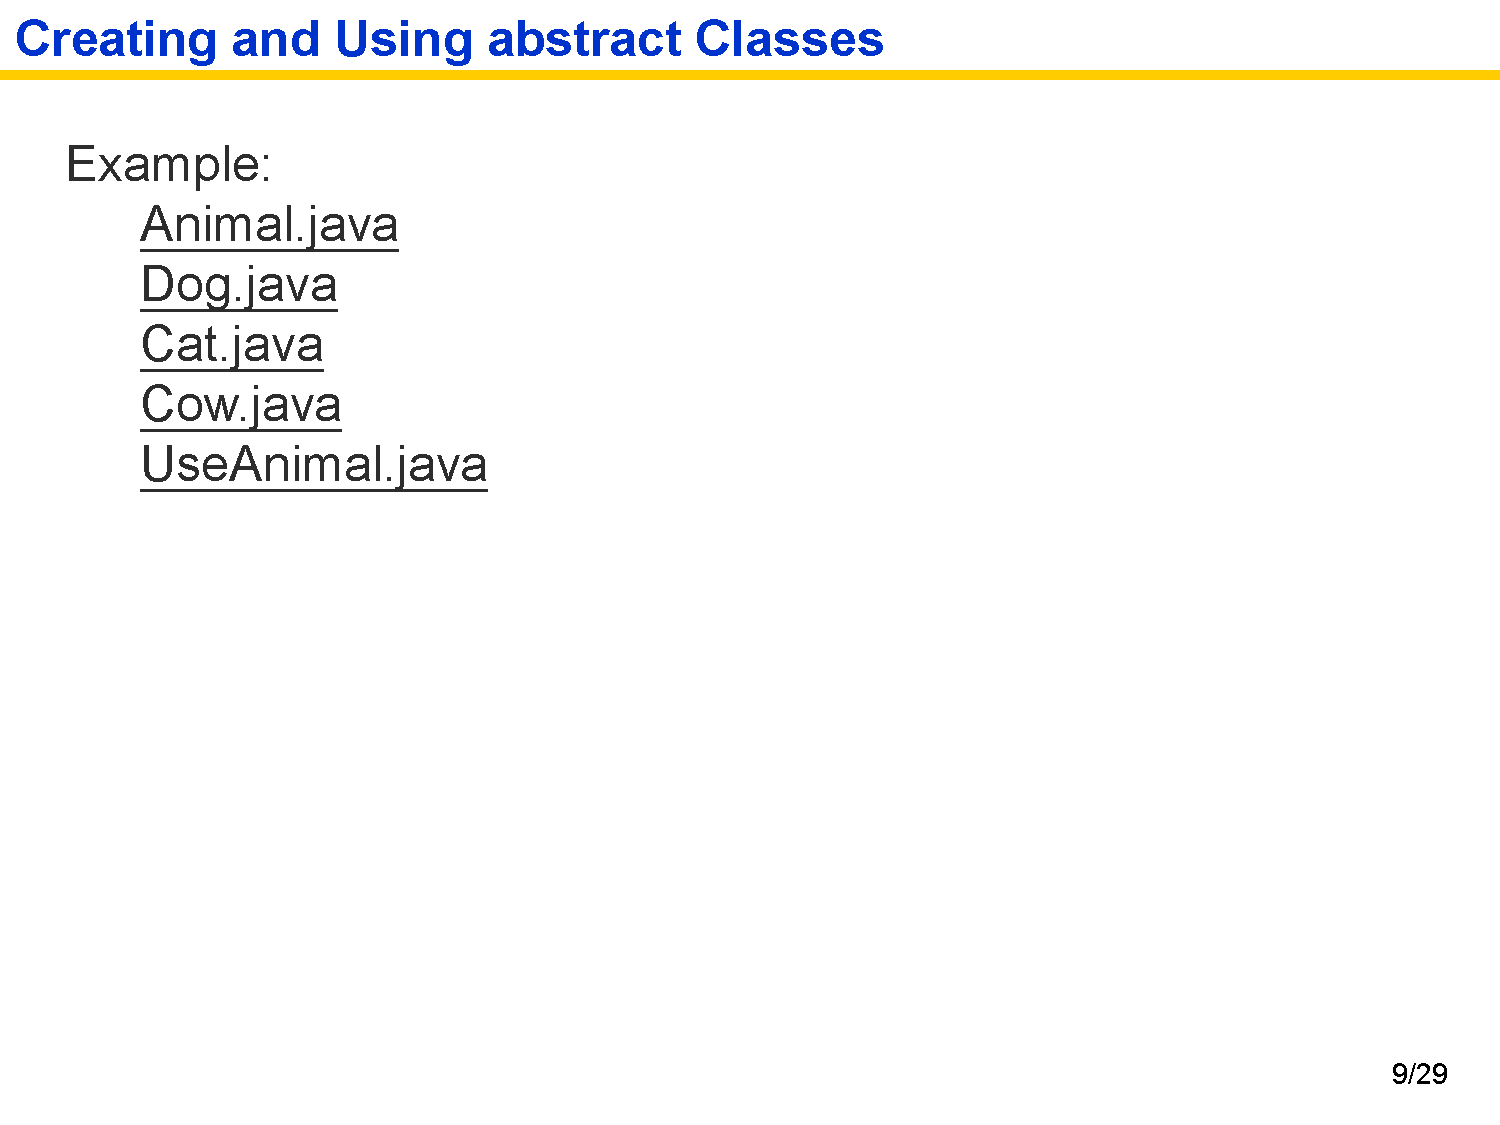 Creating and Using abstract Classes
Example:
Animal.java
Dog.java
Cat.java
Cow.java
UseAnimal.java
9/29